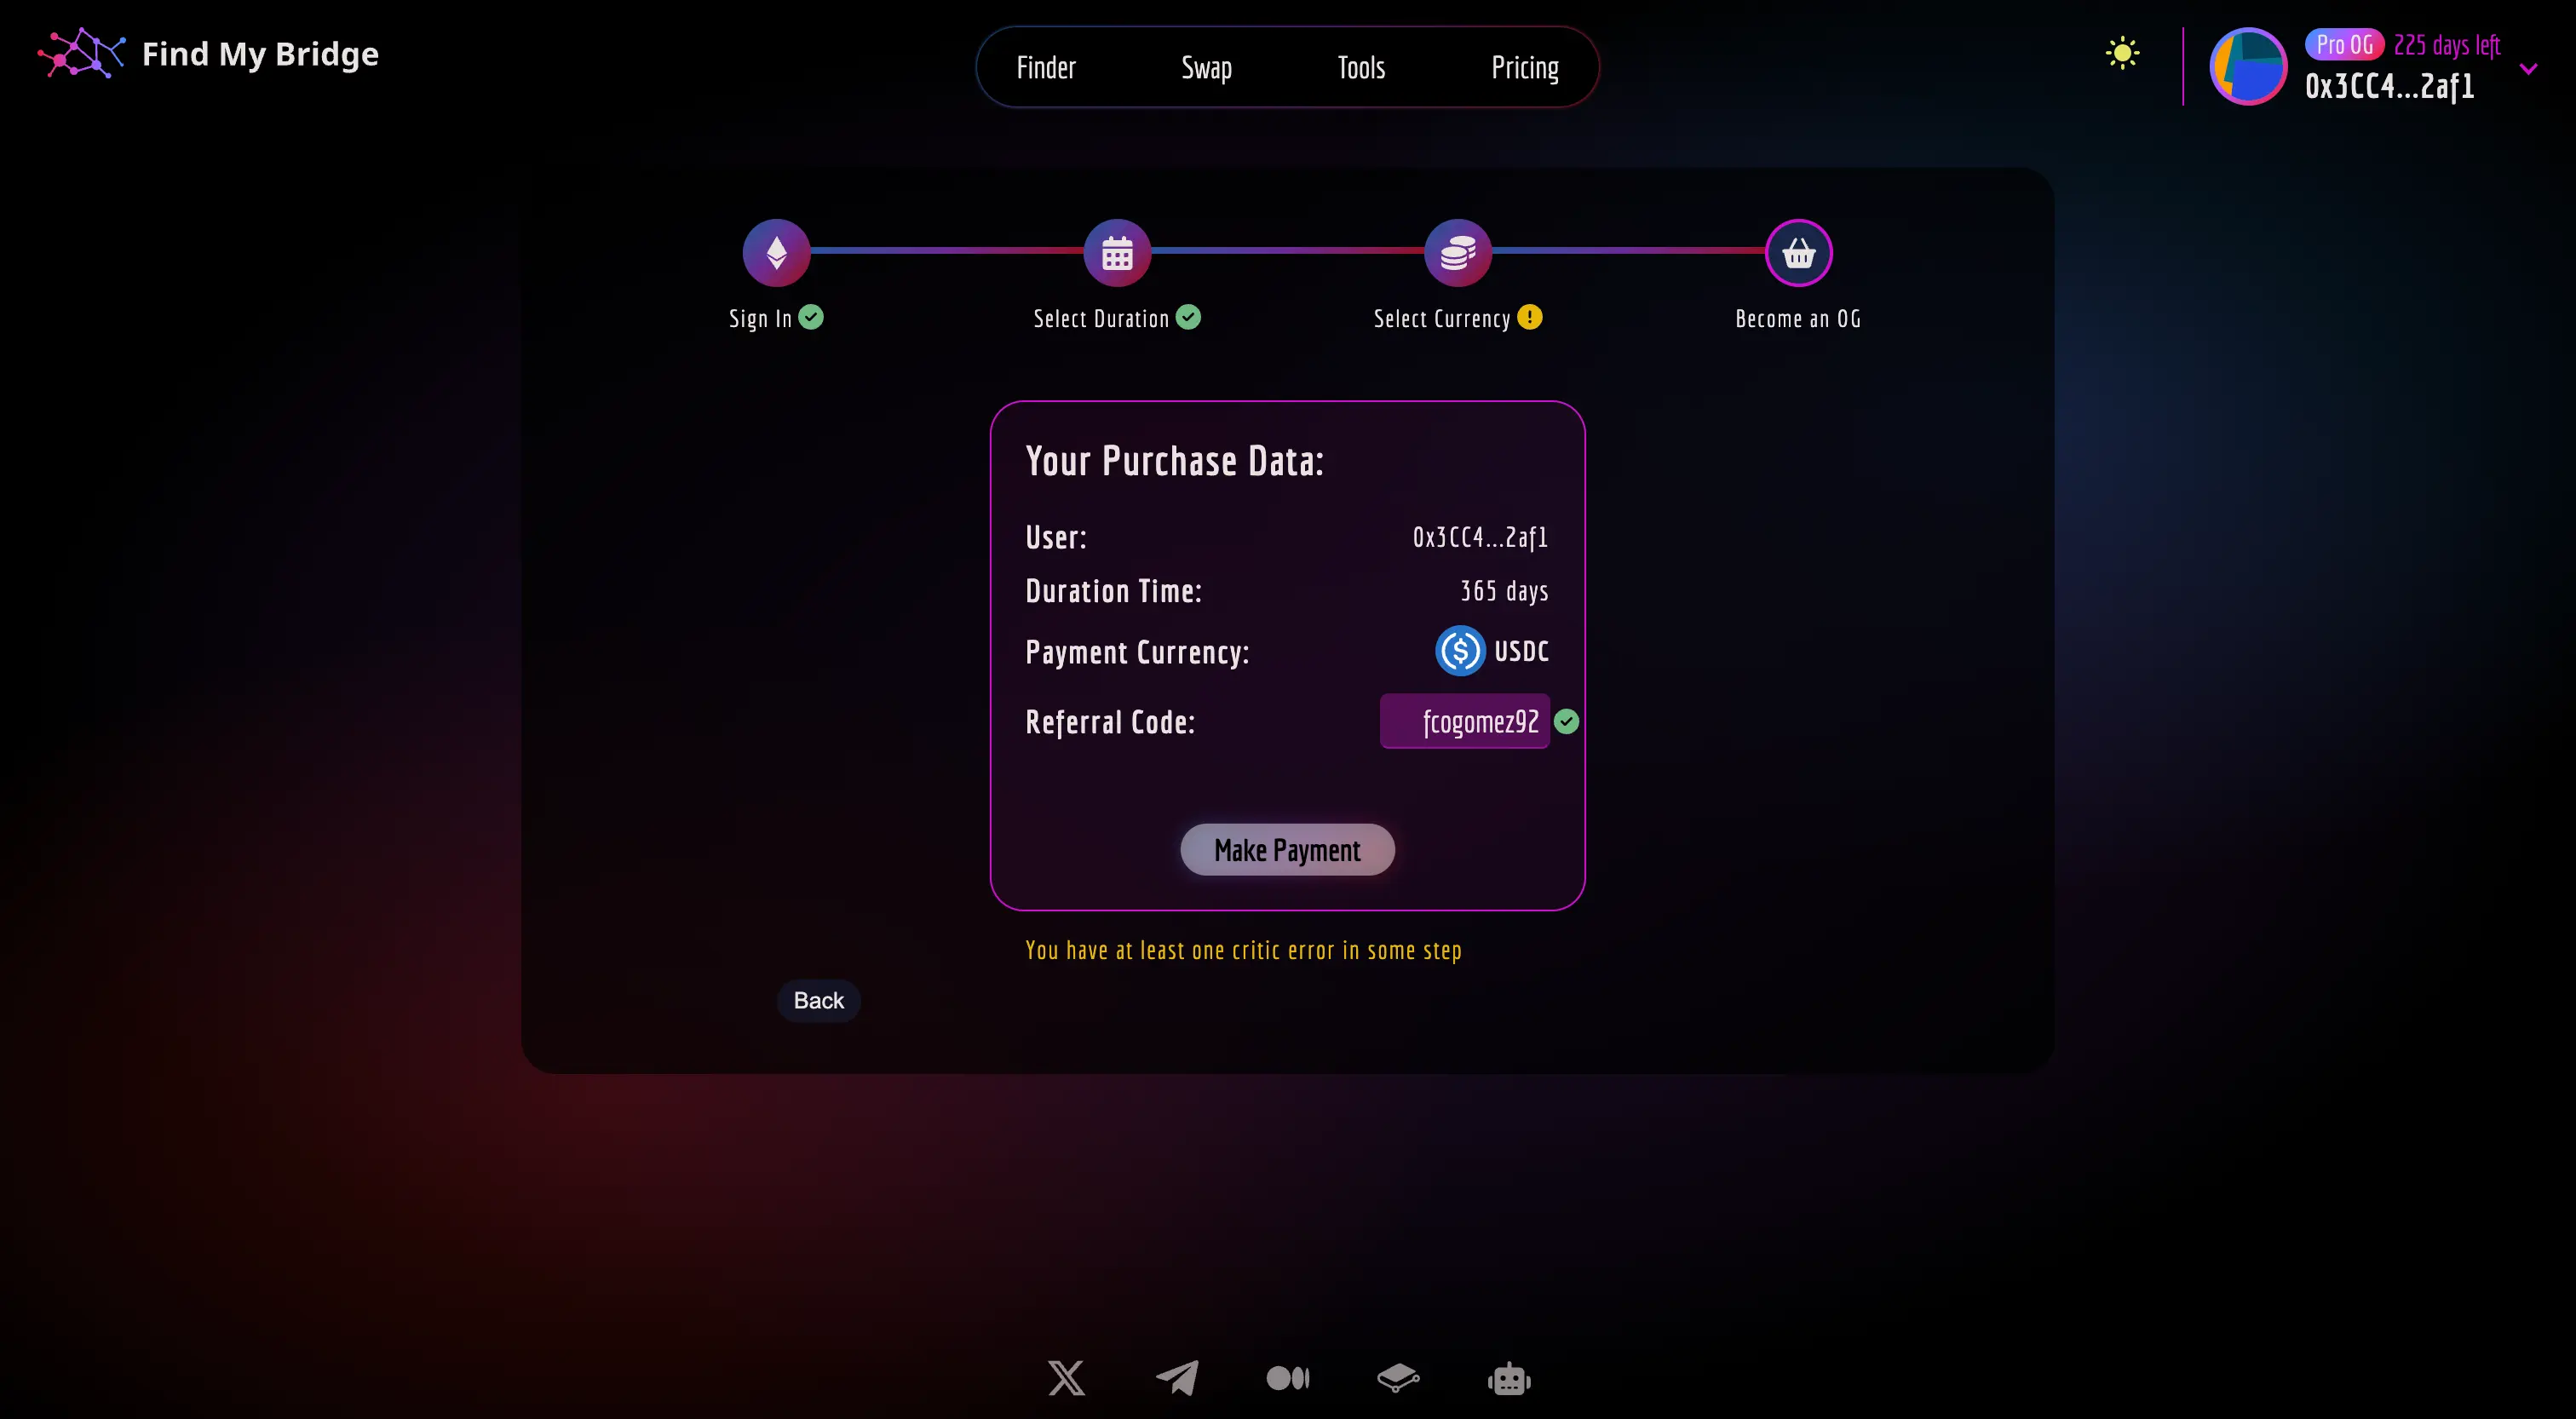 Find My Bridge
Finder
Swap
Tools
Pricing
Pro OG 225 days left
0x3CC4...2af1
Sign In
Select Duration
Select Currency
Become an OG
Your Purchase Data:
User: 0x3CC4...2af1
Duration Time: 365 days
Payment Currency: USDC
Referral Code: fcogomez92
Make Payment
You have at least one critic error in some step
Back